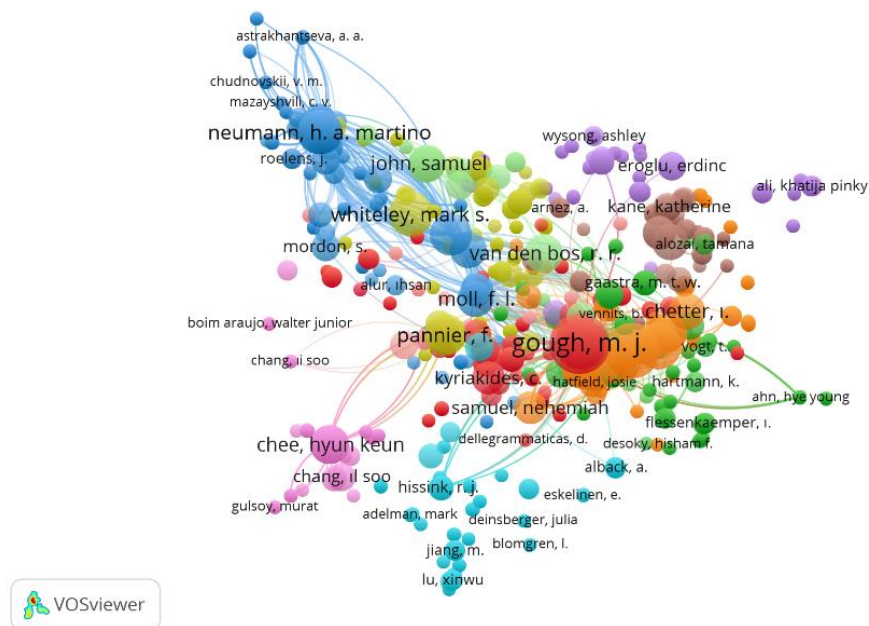 astrakhantseva, a. a.
chudnovskii, v. m.
mazayshvili, c. v.
neumann, h. a. martino
wysong, ashley
roelens, j.
john, samuel
eroglu, erdinc
ali, khatija pinky
arnez, a.
kane, katherine
whiteley, mark s.
mordon, s.
van den bos, r. r.
alozai, tamana
alur, ıhsan
gaastra, m. t. w.
moll, f. l.
vennits, b.
chetter, ı.
boim araujo, walter junior
pannier, f.
gough, m. j.
vogt, t.
chang, ıi soo
kyriakides, c.
hatfield, josie
hartmann, k.
ahn, hye young
samuel, nehemiah
flessenkaemper, ı.
chee, hyun keun
dellegrammaticas, d.
desoky, hisham f.
alback, a.
chang, ıl soo
hissink, r. j.
eskelinen, e.
gulsoy, murat
adelman, mark
deinsberger, julia
jiang, m.
blomgren, l.
lu, xinwu
VOSviewer